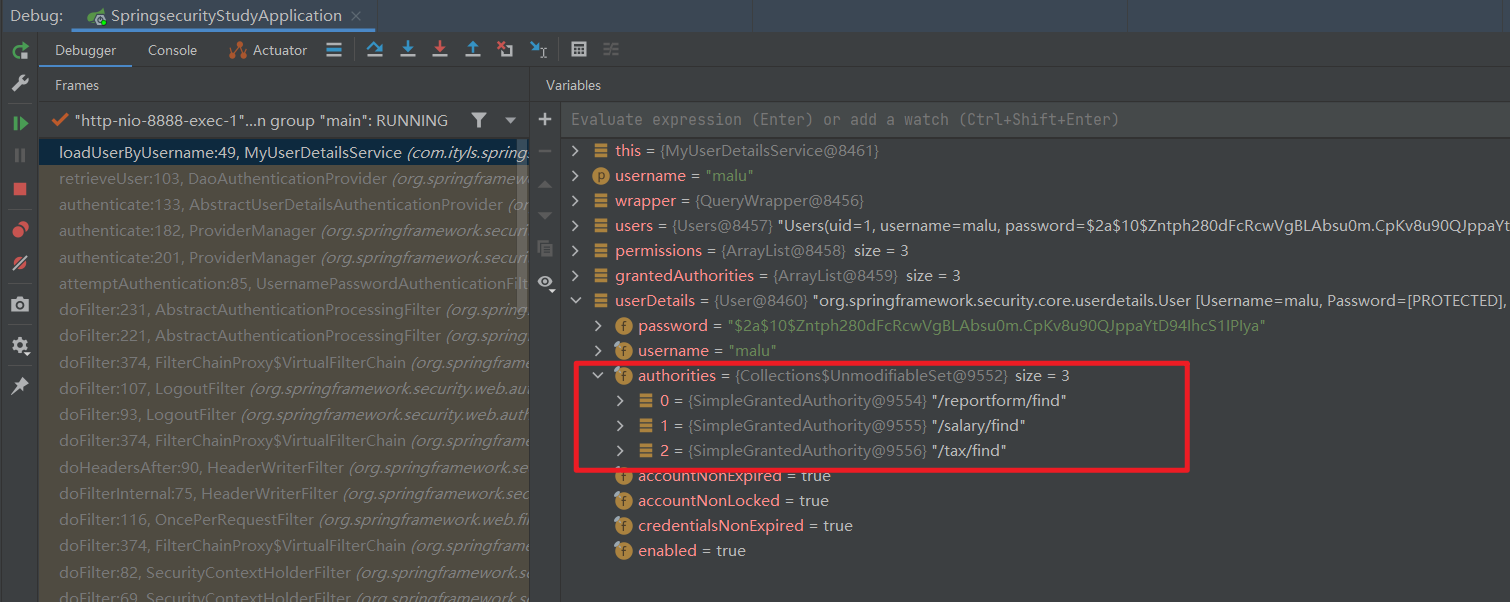 Debug: SpringsecurityStudyApplication
Debugger Console Actuator
Frames
"http-nio-8888-exec-1"...n group "main": RUNNING
loadUserByUsername:49, MyUserDetailsService (com.ityls.springs
retrieveUser:103, DaoAuthenticationProvider (org.springframew
authenticate:133, AbstractUserDetailsAuthenticationProvider (or
authenticate:182, ProviderManager (org.springframework.securi
authenticate:201, ProviderManager (org.springframework.securi
attemptAuthentication:85, UsernamePasswordAuthenticationFilt
doFilter:231, AbstractAuthenticationProcessingFilter (org.spring
doFilter:221, AbstractAuthenticationProcessingFilter (org.spring
doFilter:374, FilterChainProxy$VirtualFilterChain (org.springfram
doFilter:107, LogoutFilter (org.springframework.security.web.aut
doFilter:93, LogoutFilter (org.springframework.security.web.auth
doFilter:374, FilterChainProxy$VirtualFilterChain (org.springfram
doHeadersAfter:90, HeaderWriterFilter (org.springframework.se
doFilterInternal:75, HeaderWriterFilter (org.springframework.sec
doFilter:116, OncePerRequestFilter (org.springframework.web.fil
doFilter:374, FilterChainProxy$VirtualFilterChain (org.springfram
doFilter:82, SecurityContextHolderFilter (org.springframework.se
doFilter:69, SecurityContextHolderFilter (org.springframework.se
Variables
Evaluate expression (Enter) or add a watch (Ctrl+Shift+Enter)
this = {MyUserDetailsService@8461}
username = "malu"
wrapper = {QueryWrapper@8456}
users = {Users@8457} "Users(uid=1, username=malu, password=$2a$10$Zntph280dFcRcwVgBLAbsu0m.CpKv8u90QJppaYt
permissions = {ArrayList@8458} size = 3
grantedAuthorities = {ArrayList@8459} size = 3
userDetails = {User@8460} "org.springframework.security.core.userdetails.User [Username=malu, Password=[PROTECTED],
password = "$2a$10$Zntph280dFcRcwVgBLAbsu0m.CpKv8u90QJppaYtD94IhcS1IPlya"
username = "malu"
authorities = {Collections$UnmodifiableSet@9552} size = 3
0 = {SimpleGrantedAuthority@9554} "/reportform/find"
1 = {SimpleGrantedAuthority@9555} "/salary/find"
2 = {SimpleGrantedAuthority@9556} "/tax/find"
accountNonExpired = true
accountNonLocked = true
credentialsNonExpired = true
enabled = true